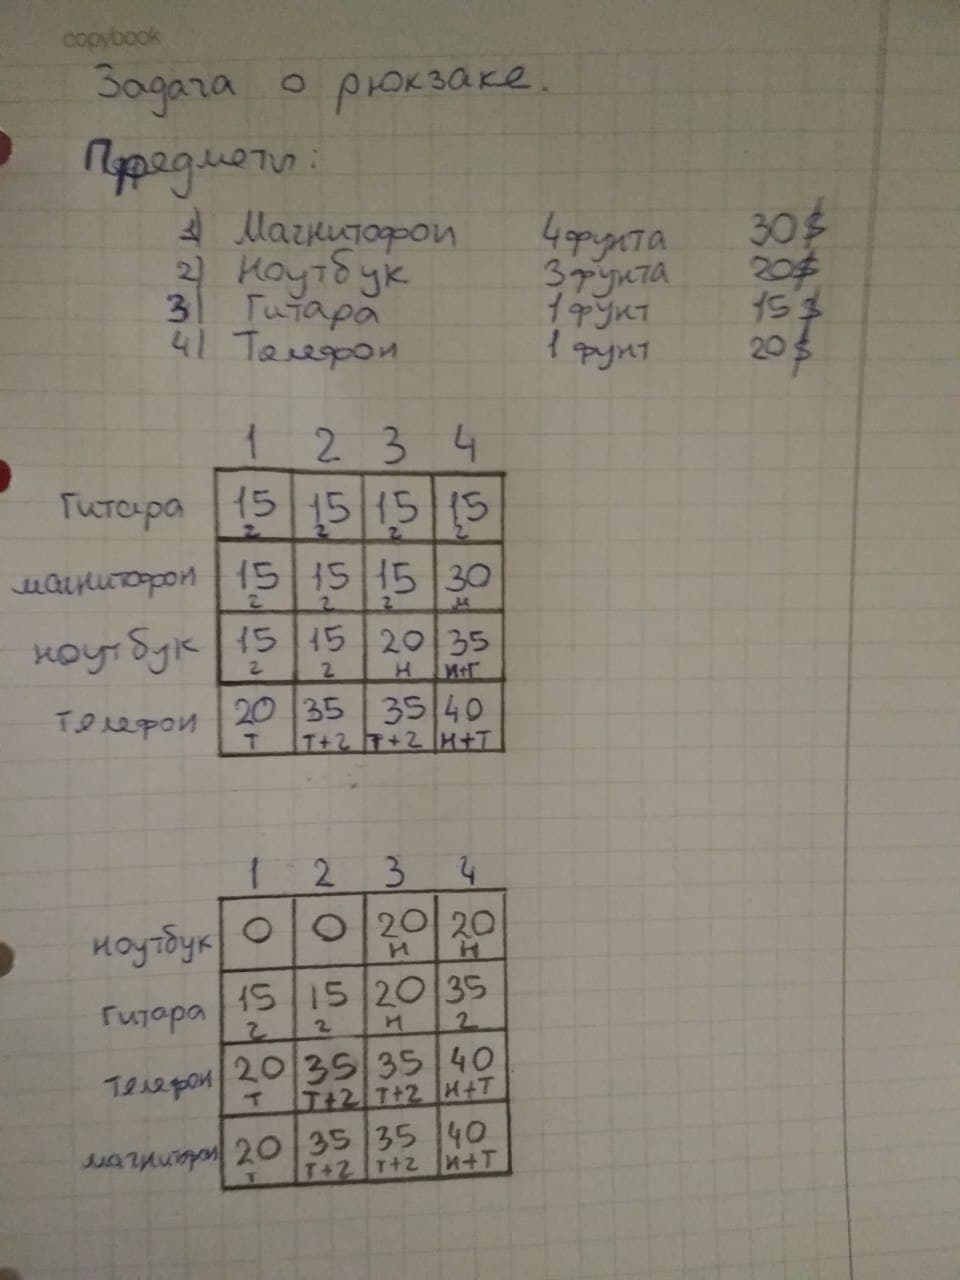 copybook
Задача о рюкзаке.
Предметы:
1) Магнитофон 4 фунта 30$
2) Ноутбук 3 фунта 20$
3) Гитара 1 фунт 15$
4) Телефон 1 фунт 20$
1 2 3 4
Гитара 15 15 15 15
г г г г
магнитофон 15 15 15 30
г г г м
ноутбук 15 15 20 35
г г н н+г
телефон 20 35 35 40
т т+г т+г н+т
1 2 3 4
ноутбук 0 0 20 20
н н
гитара 15 15 20 35
г г н г
телефон 20 35 35 40
т т+г т+г н+т
магнитофон 20 35 35 40
т т+г т+г н+т